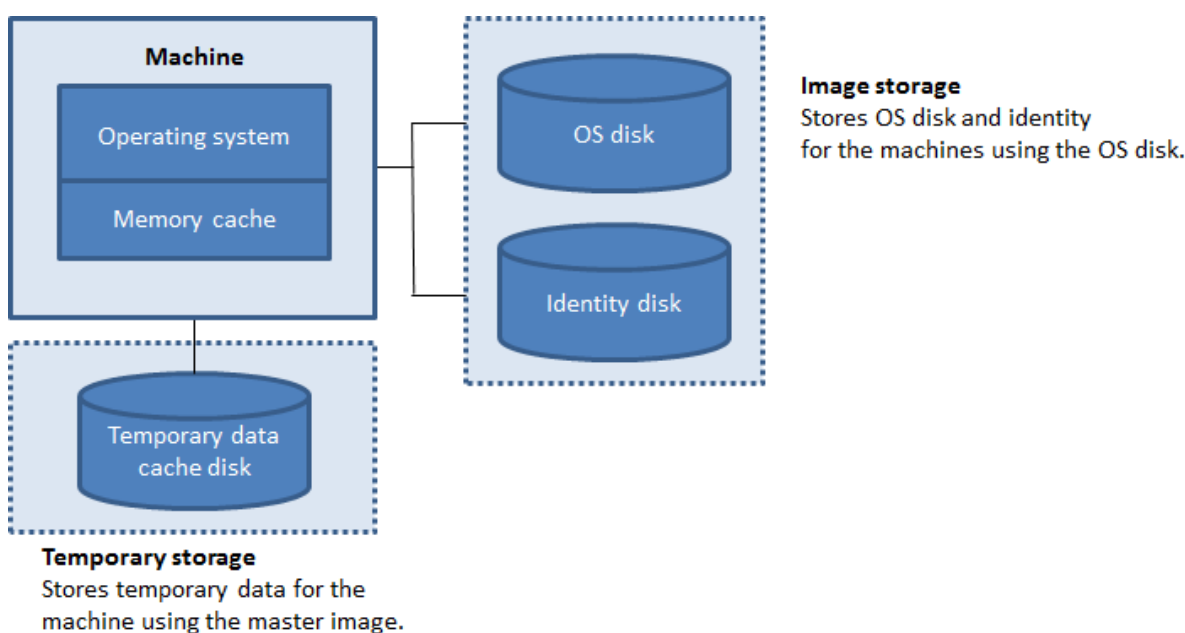 Machine
Operating system
Memory cache
OS disk
Identity disk
Image storage
Stores OS disk and identity
for the machines using the OS disk.
Temporary data
cache disk
Temporary storage
Stores temporary data for the
machine using the master image.